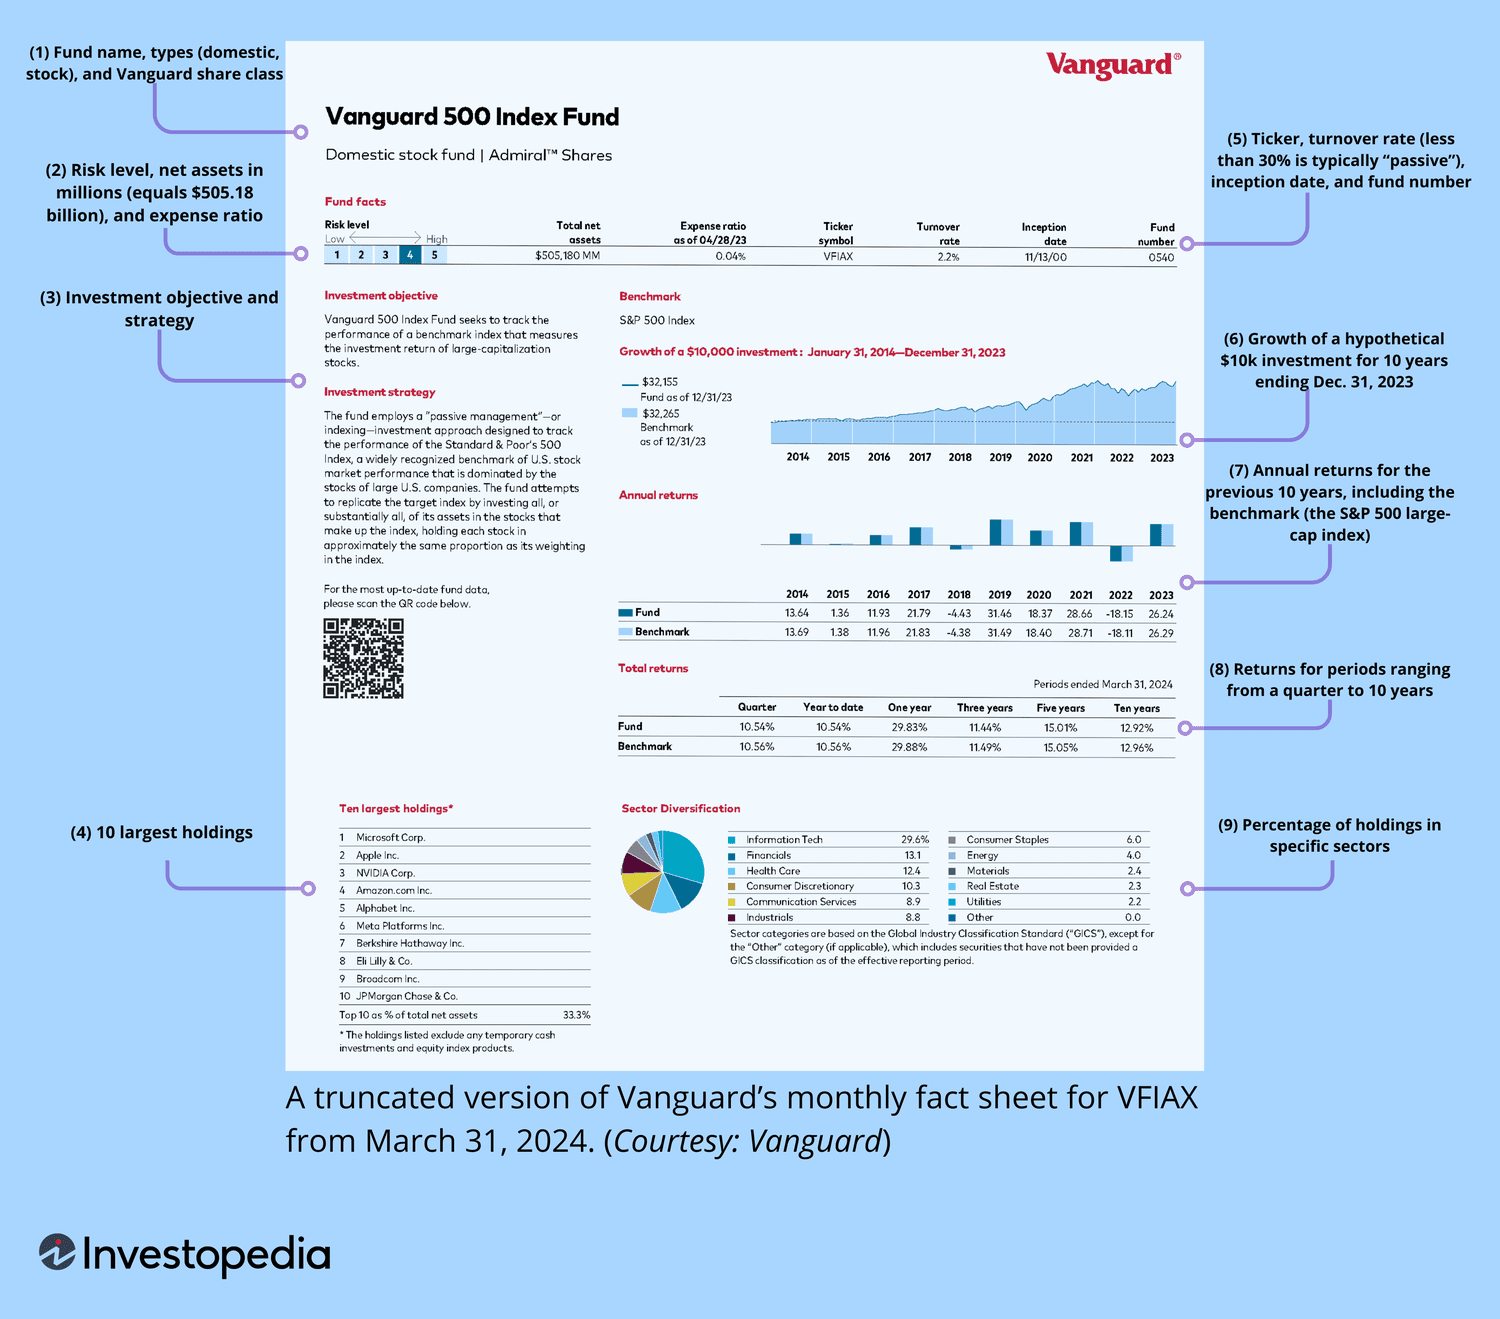 (1) Fund name, types (domestic,
stock), and Vanguard share class
(2) Risk level, net assets in
millions (equals $505.18
billion), and expense ratio
(3) Investment objective and
strategy
(4) 10 largest holdings
Vanguard®
Vanguard 500 Index Fund
Domestic stock fund | Admiral™ Shares
Fund facts
Risk level
Low High
1 2 3 4 5
Total net
assets
$505,180 MM
Expense ratio
as of 04/28/23
0.04%
Ticker
symbol
VFIAX
Turnover
rate
2.2%
Inception
date
11/13/00
Fund
number
0540
Investment objective
Vanguard 500 Index Fund seeks to track the
performance of a benchmark index that measures
the investment return of large-capitalization
stocks.
Investment strategy
The fund employs a "passive management"—or
indexing—investment approach designed to track
the performance of the Standard & Poor's 500
Index, a widely recognized benchmark of U.S. stock
market performance that is dominated by the
stocks of large U.S. companies. The fund attempts
to replicate the target index by investing all, or
substantially all, of its assets in the stocks that
make up the index, holding each stock in
approximately the same proportion as its weighting
in the index.
For the most up-to-date fund data,
please scan the QR code below.
Benchmark
S&P 500 Index
Growth of a $10,000 investment: January 31, 2014—December 31, 2023
$32,155
Fund as of 12/31/23
$32,265
Benchmark
as of 12/31/23
2014 2015 2016 2017 2018 2019 2020 2021 2022 2023
Annual returns
2014 2015 2016 2017 2018 2019 2020 2021 2022 2023
Fund 13.64 1.36 11.93 21.79 -4.43 31.46 18.37 28.66 -18.15 26.24
Benchmark 13.69 1.38 11.96 21.83 -4.38 31.49 18.40 28.71 -18.11 26.29
Total returns
Periods ended March 31, 2024
Quarter Year to date One year Three years Five years Ten years
Fund 10.54% 10.54% 29.83% 11.44% 15.01% 12.92%
Benchmark 10.56% 10.56% 29.88% 11.49% 15.05% 12.96%
Ten largest holdings*
1 Microsoft Corp.
2 Apple Inc.
3 NVIDIA Corp.
4 Amazon.com Inc.
5 Alphabet Inc.
6 Meta Platforms Inc.
7 Berkshire Hathaway Inc.
8 Eli Lilly & Co.
9 Broadcom Inc.
10 JPMorgan Chase & Co.
Top 10 as % of total net assets 33.3%
* The holdings listed exclude any temporary cash
investments and equity index products.
Sector Diversification
Information Tech 29.6%
Financials 13.1
Health Care 12.4
Consumer Discretionary 10.3
Communication Services 8.9
Industrials 8.8
Consumer Staples 6.0
Energy 4.0
Materials 2.4
Real Estate 2.3
Utilities 2.2
Other 0.0
Sector categories are based on the Global Industry Classification Standard ("GICS"), except for
the "Other" category (if applicable), which includes securities that have not been provided a
GICS classification as of the effective reporting period.
(5) Ticker, turnover rate (less
than 30% is typically “passive”),
inception date, and fund number
(6) Growth of a hypothetical
$10k investment for 10 years
ending Dec. 31, 2023
(7) Annual returns for the
previous 10 years, including the
benchmark (the S&P 500 large-
cap index)
(8) Returns for periods ranging
from a quarter to 10 years
(9) Percentage of holdings in
specific sectors
A truncated version of Vanguard’s monthly fact sheet for VFIAX
from March 31, 2024. (Courtesy: Vanguard)
Investopedia